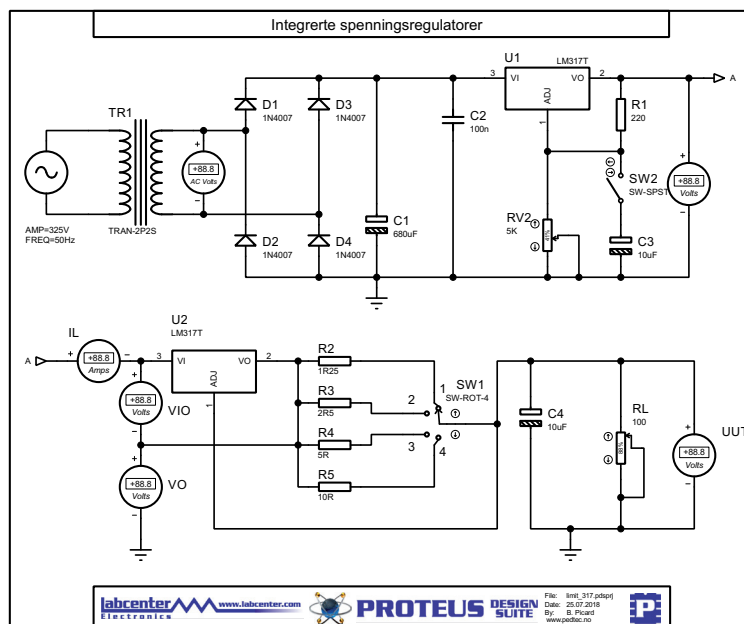 Integrerte spenningsregulatorer
U1
LM317T
3
VI
VO
2
ADJ
1
A
TR1
TRAN-2P2S
AMP=325V
FREQ=50Hz
+
+88.8
AC Volts
−
D1
1N4007
D3
1N4007
D2
1N4007
D4
1N4007
C1
680uF
C2
100n
R1
220
SW2
SW-SPST
RV2
5K
41%
C3
10uF
+
+88.8
Volts
−
A
IL
+
+88.8
Amps
−
U2
LM317T
3
VI
VO
2
ADJ
1
+
+88.8
Volts
−
VIO
+
+88.8
Volts
−
VO
R2
1R25
R3
2R5
R4
5R
R5
10R
1
2
3
4
SW1
SW-ROT-4
C4
10uF
RL
100
88%
UUT
+
+88.8
Volts
−
labcenter
Electronics
www.labcenter.com
PROTEUS DESIGN SUITE
File: limit_317.pdsprj
Date: 25.07.2018
By: B. Picard
www.pedtec.no
P